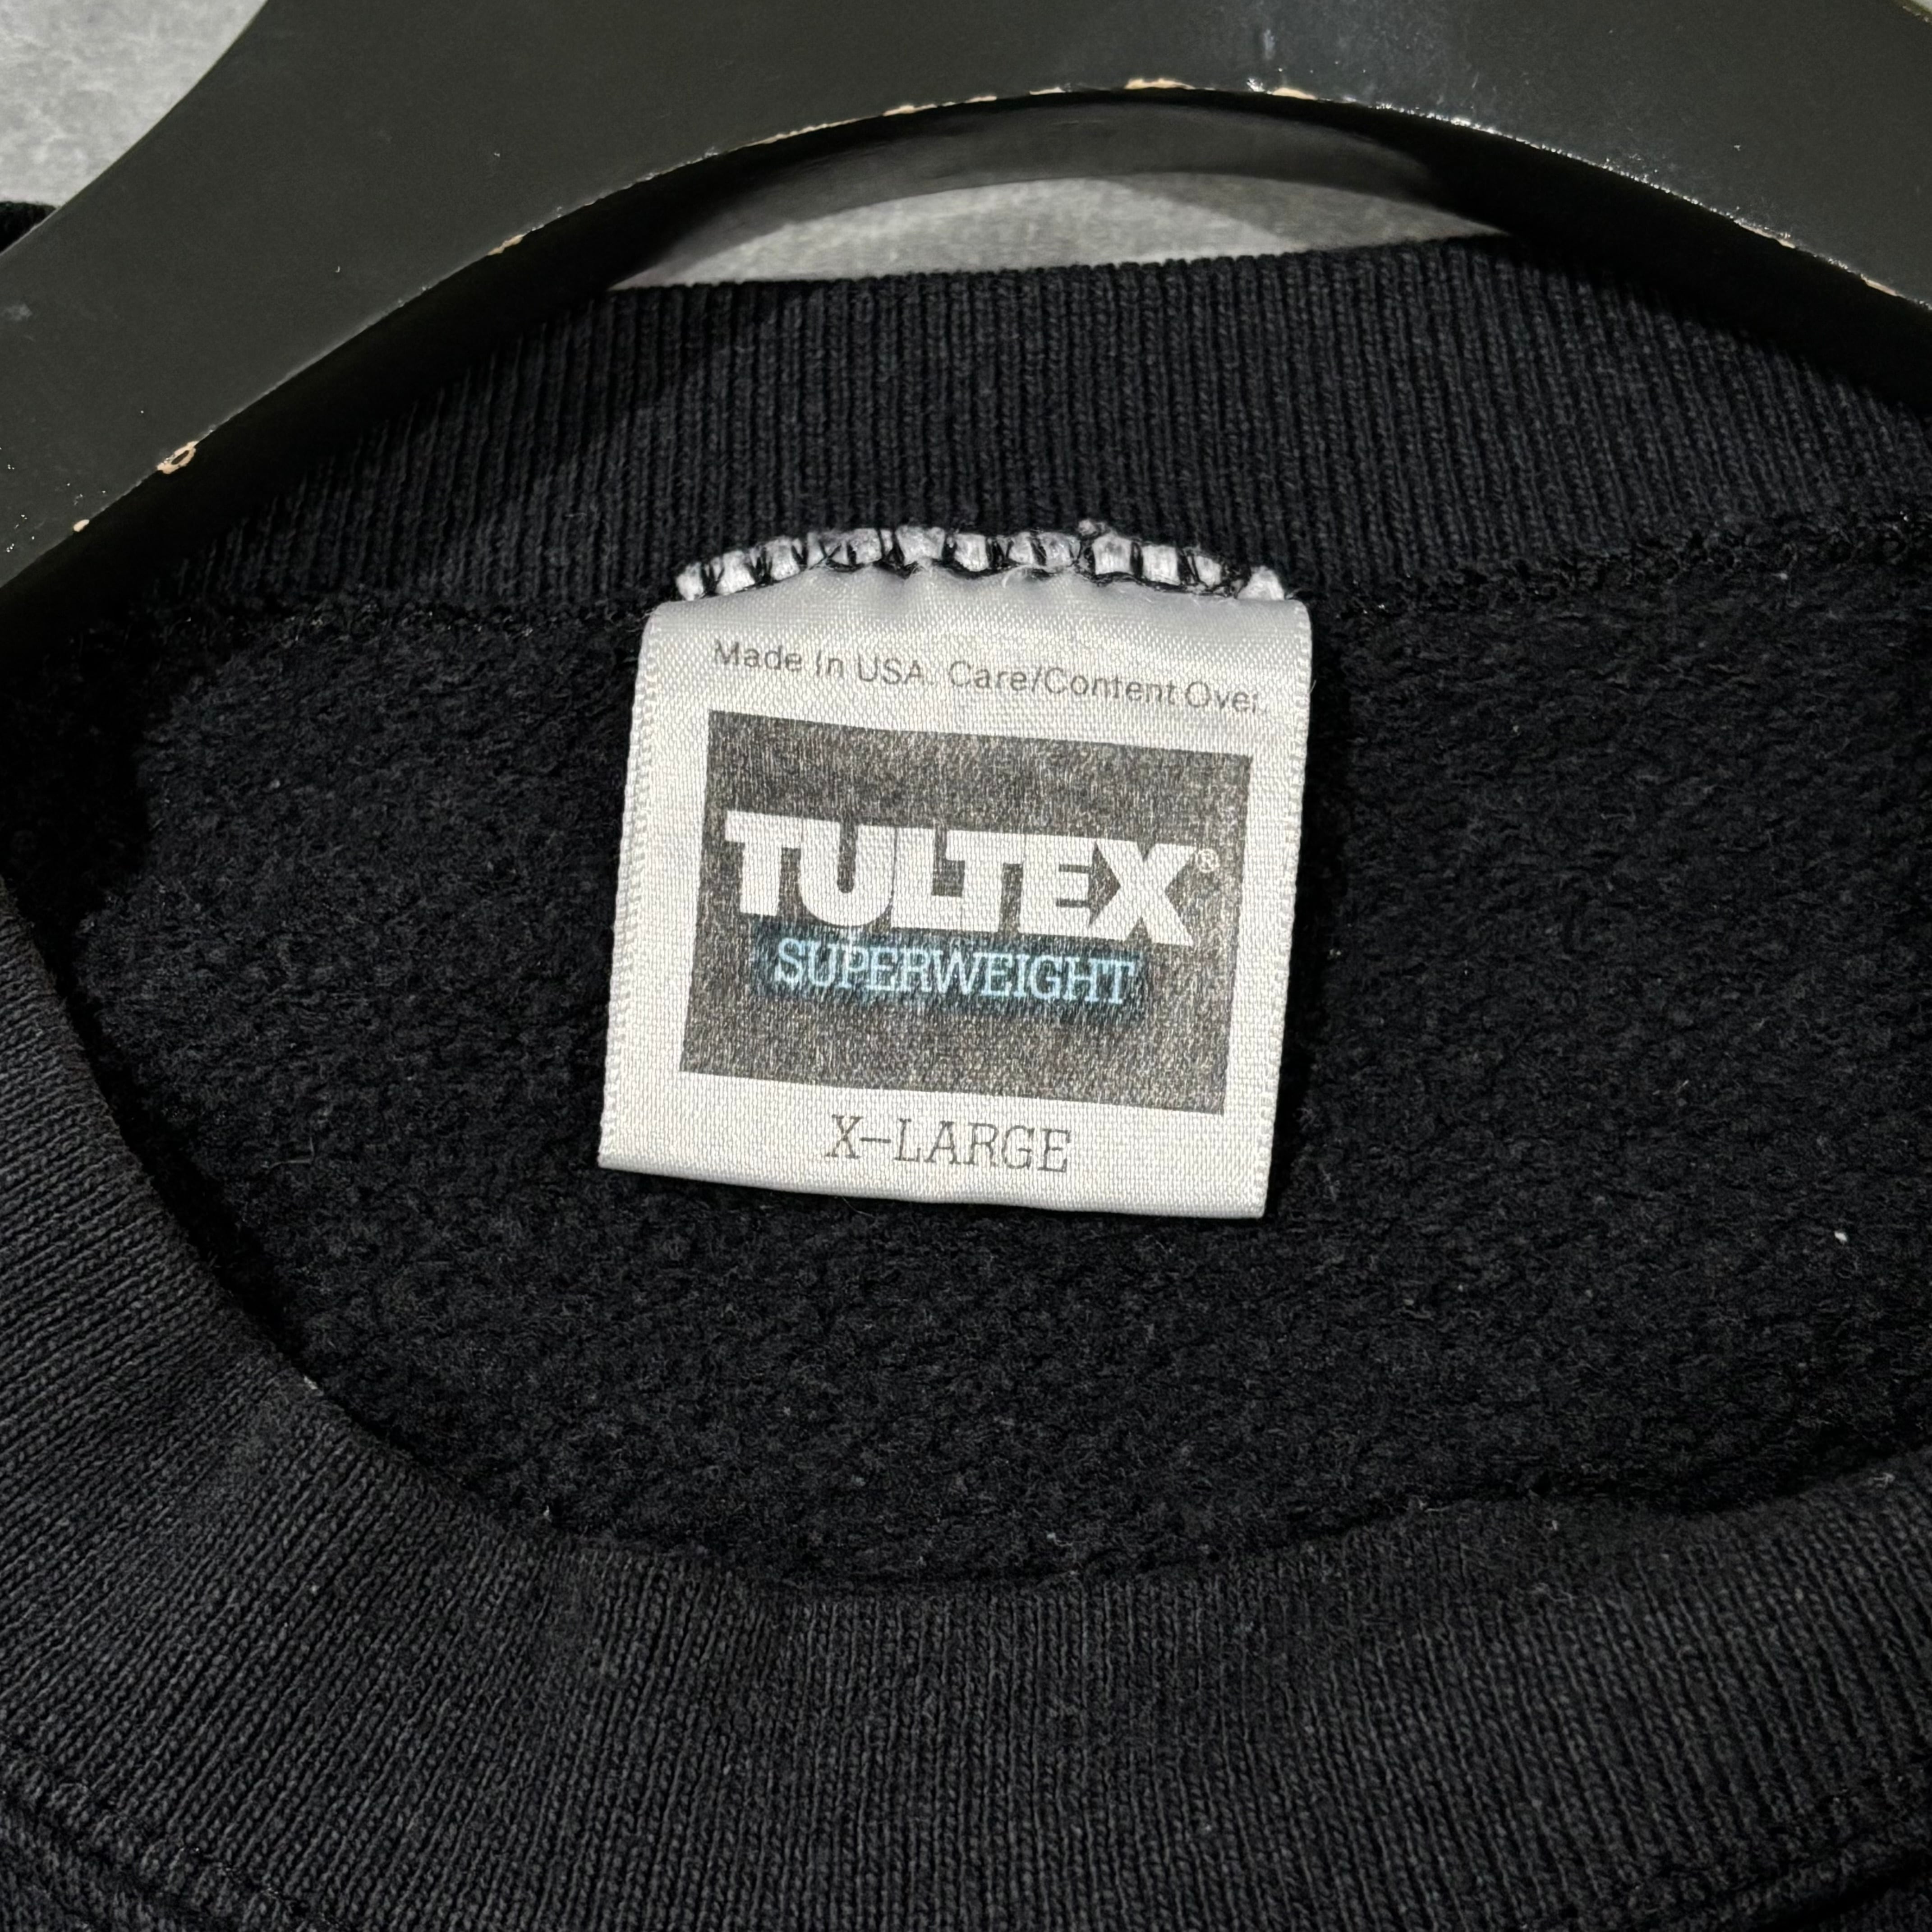 Made In USA. Care/Content Over.
TULTEX®
SUPERWEIGHT
X-LARGE